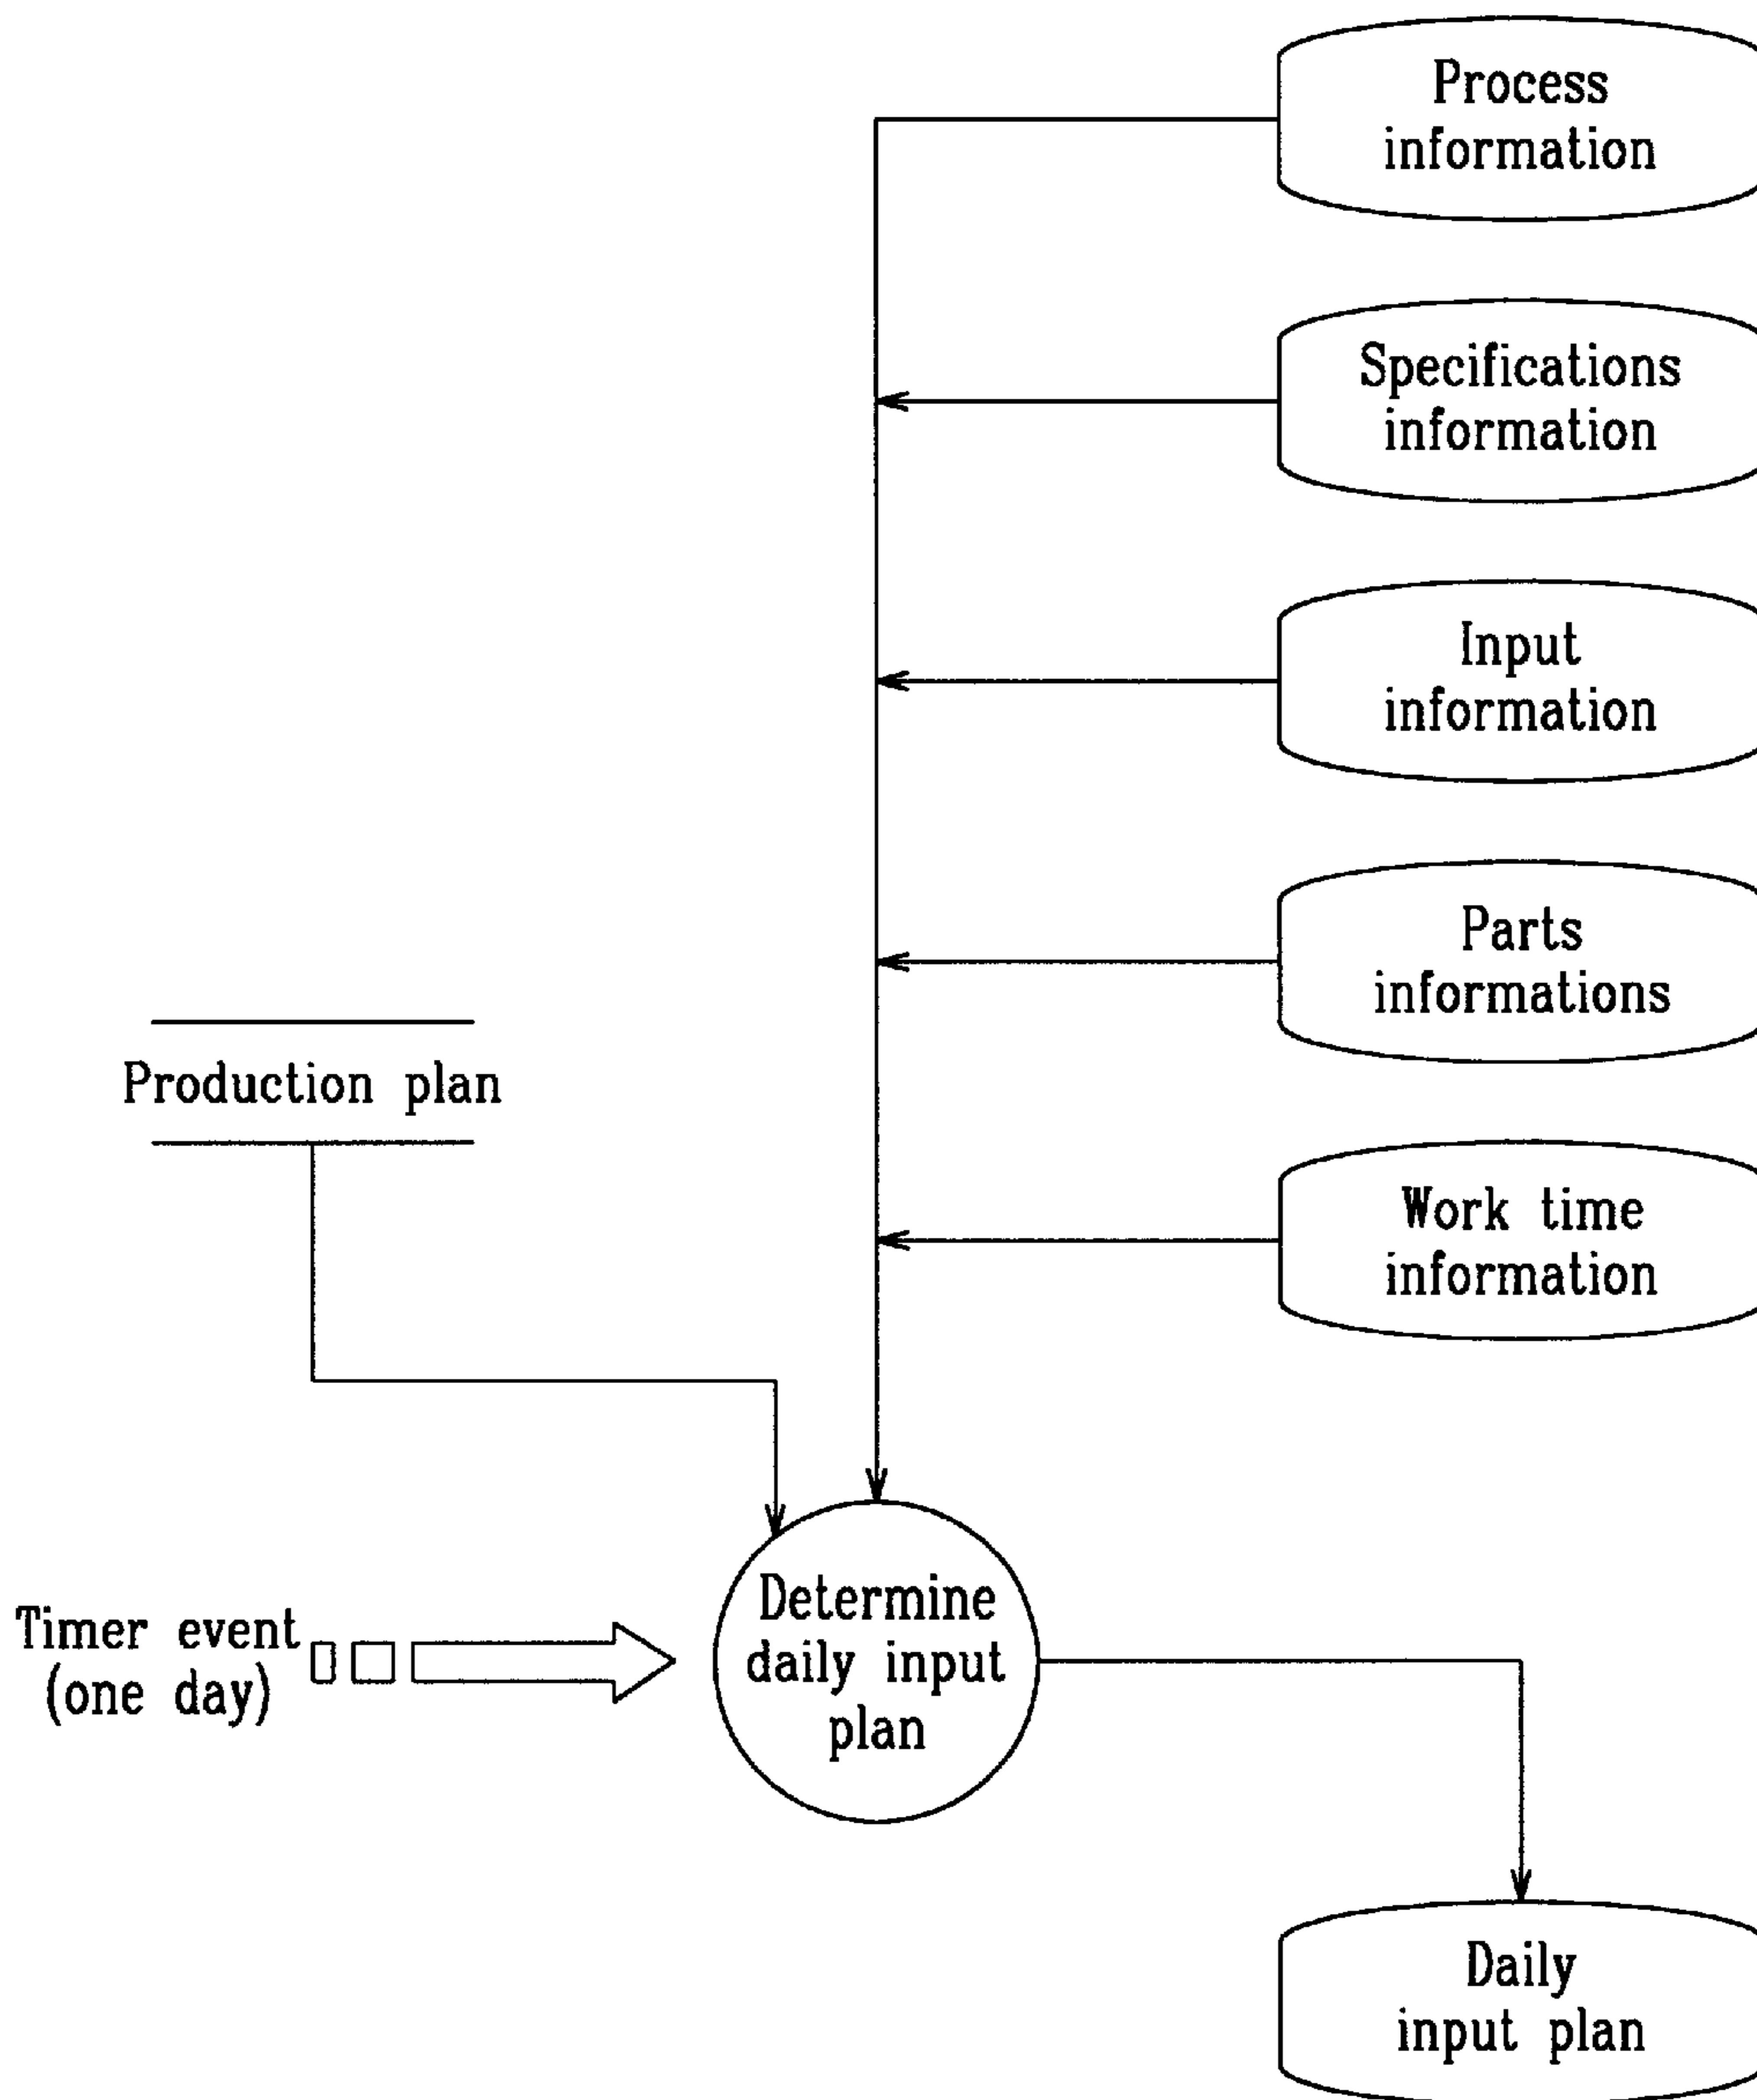 Process
information
Specifications
information
Input
information
Parts
informations
Production plan
Work time
information
Timer event
(one day)
Determine
daily input
plan
Daily
input plan